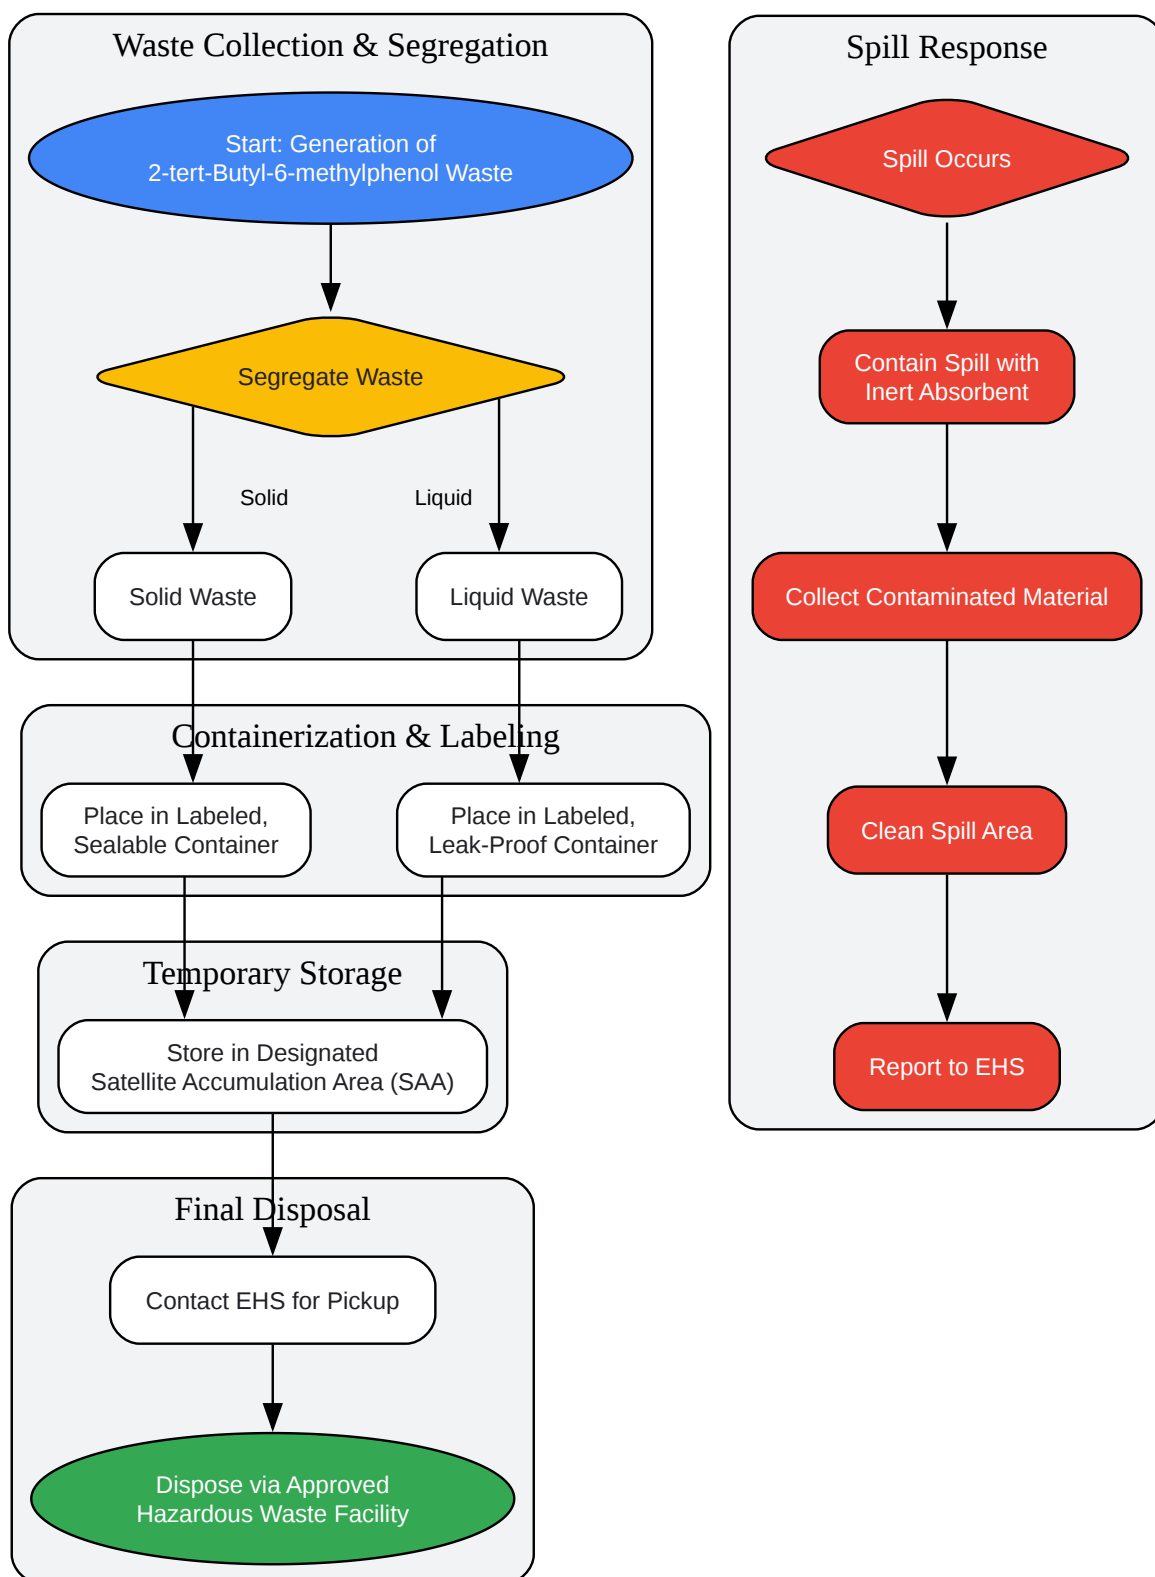 Waste Collection & Segregation
Start: Generation of
2-tert-Butyl-6-methylphenol Waste
Segregate Waste
Solid
Liquid
Solid Waste
Liquid Waste
Containerization & Labeling
Place in Labeled,
Sealable Container
Place in Labeled,
Leak-Proof Container
Temporary Storage
Store in Designated
Satellite Accumulation Area (SAA)
Final Disposal
Contact EHS for Pickup
Dispose via Approved
Hazardous Waste Facility
Spill Response
Spill Occurs
Contain Spill with
Inert Absorbent
Collect Contaminated Material
Clean Spill Area
Report to EHS